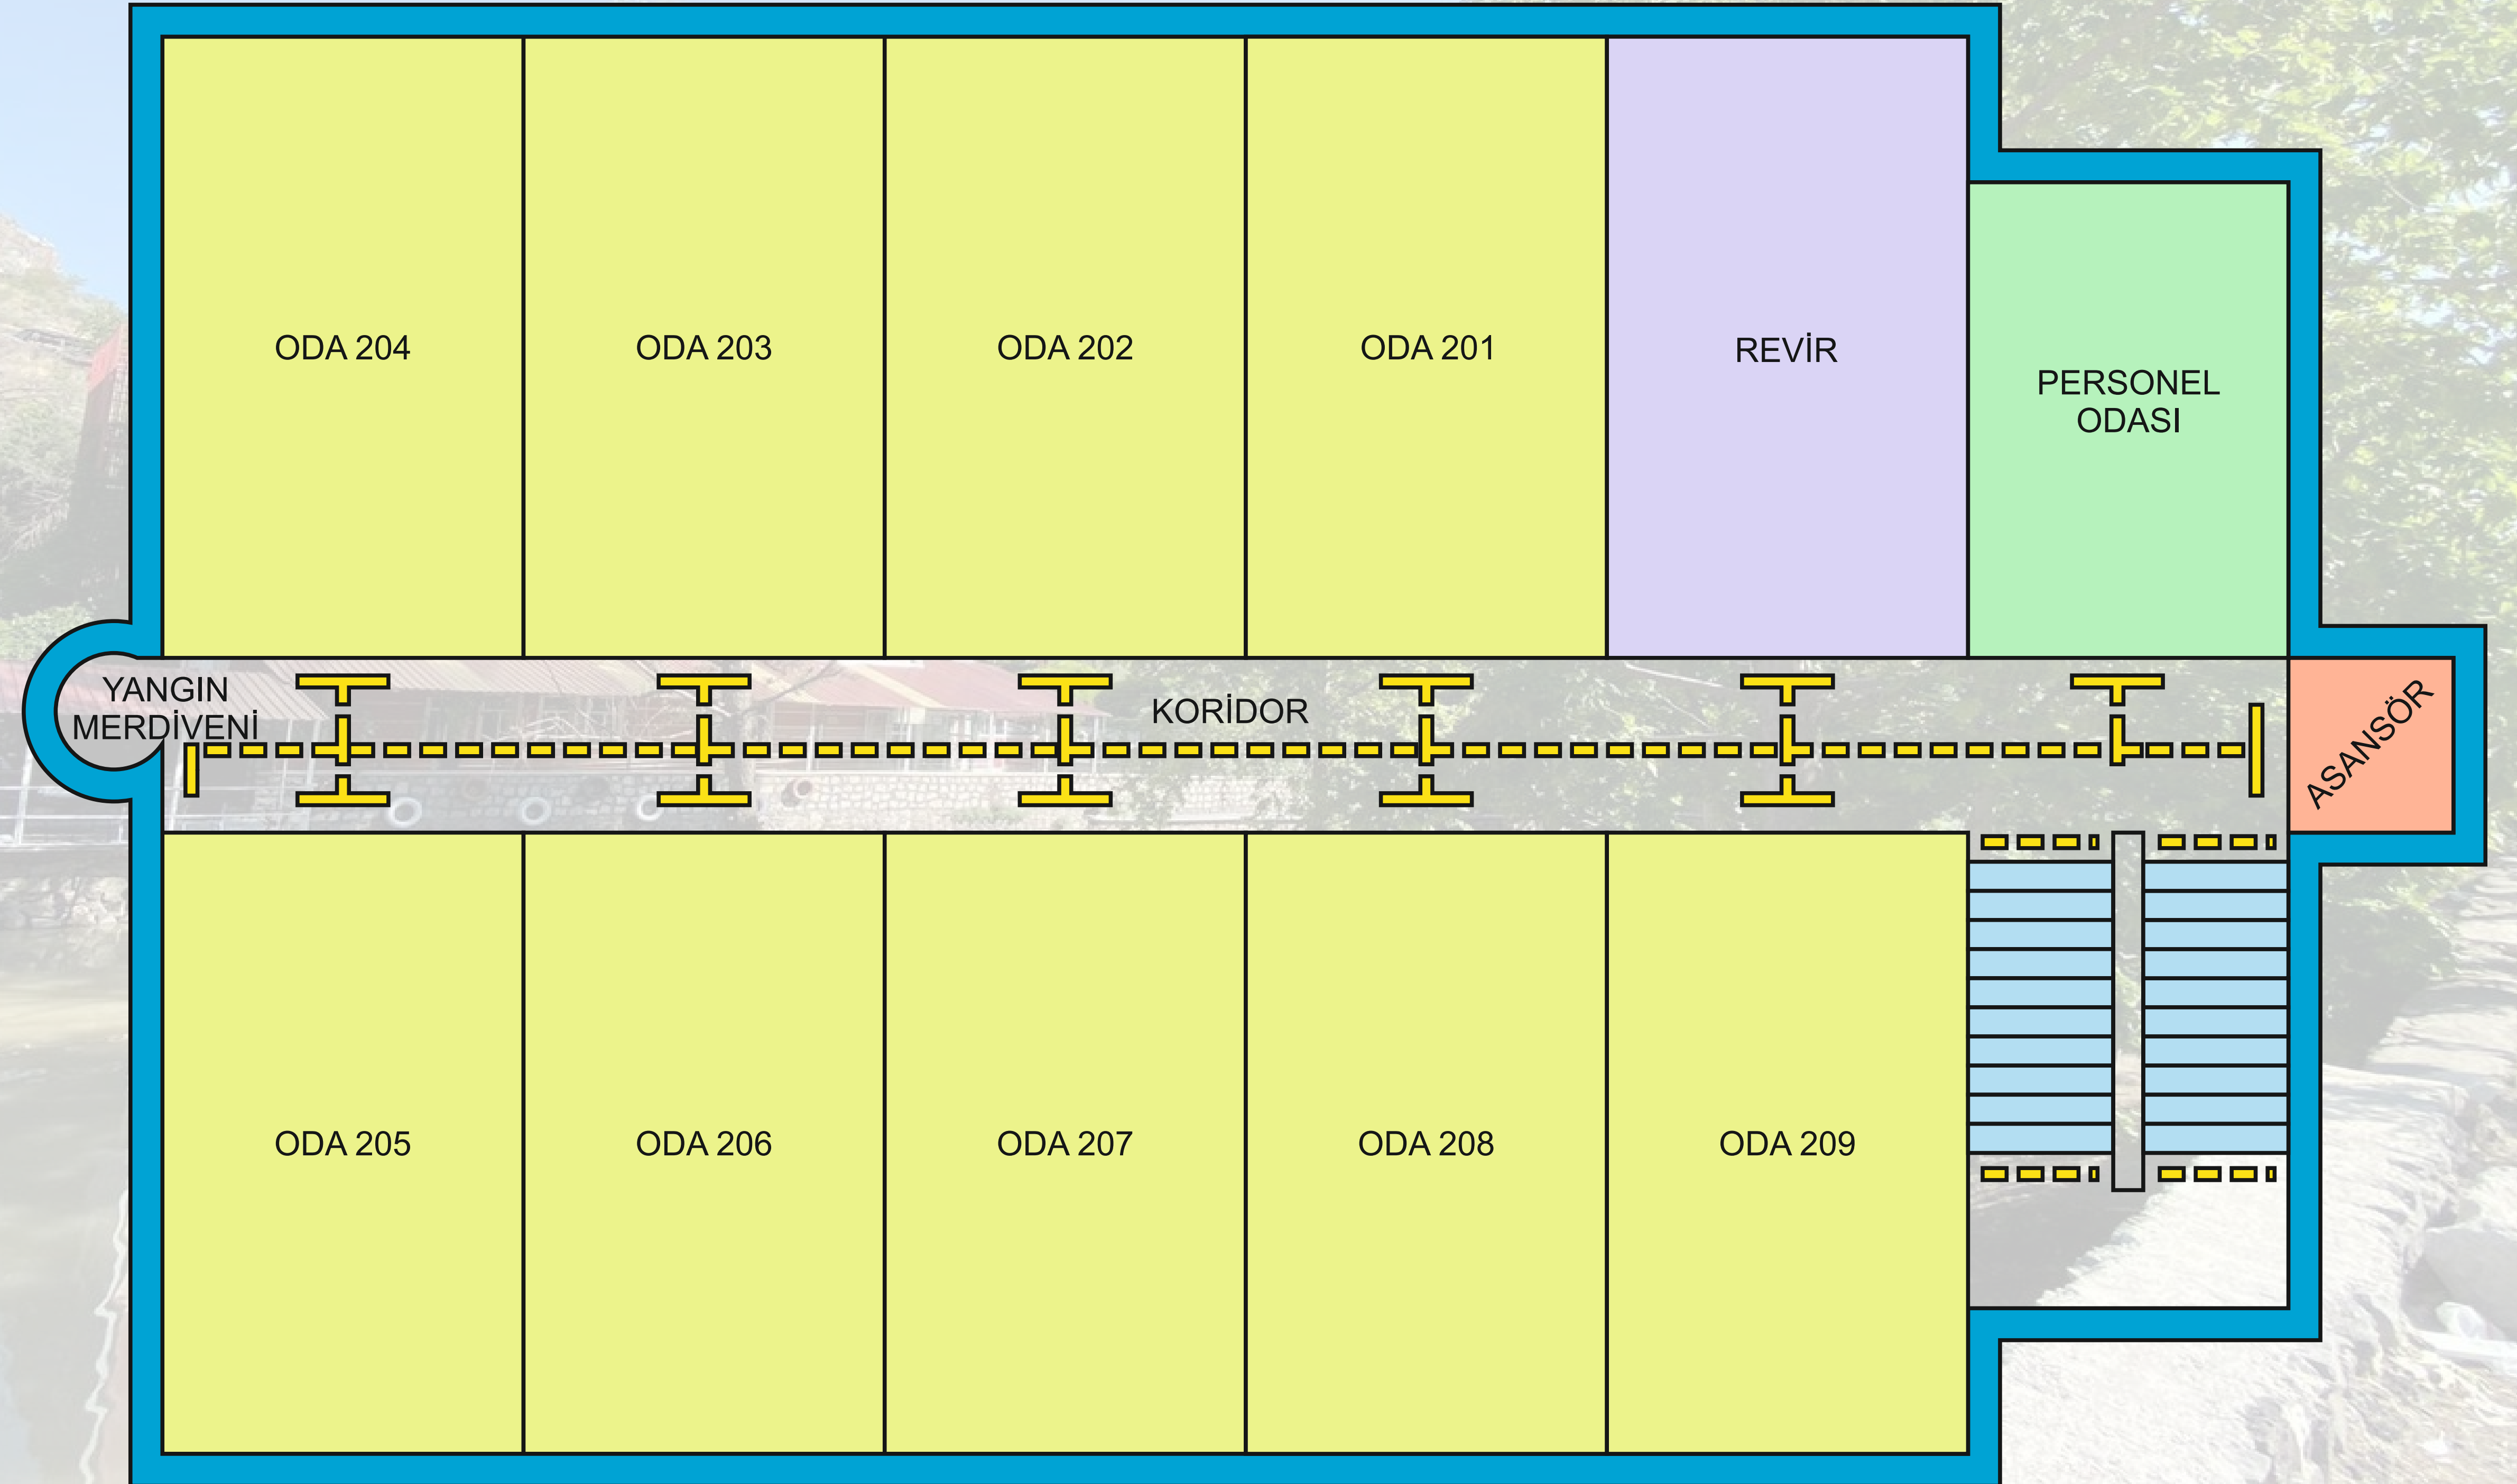 ODA 204
ODA 203
ODA 202
ODA 201
REVİR
PERSONEL
ODASI
YANGIN
MERDİVENİ
KORİDOR
ASANSÖR
ODA 205
ODA 206
ODA 207
ODA 208
ODA 209